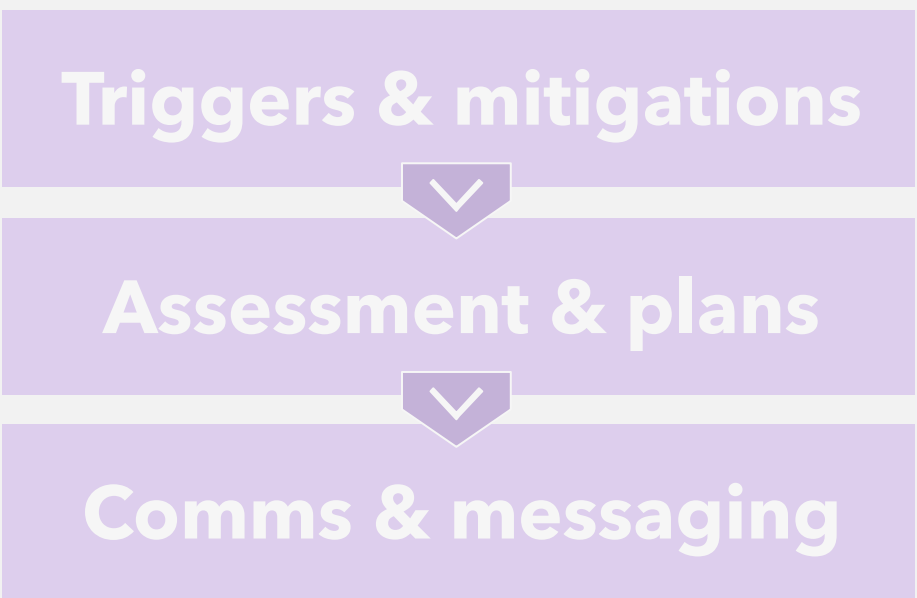 Triggers & mitigations
Assessment & plans
Comms & messaging